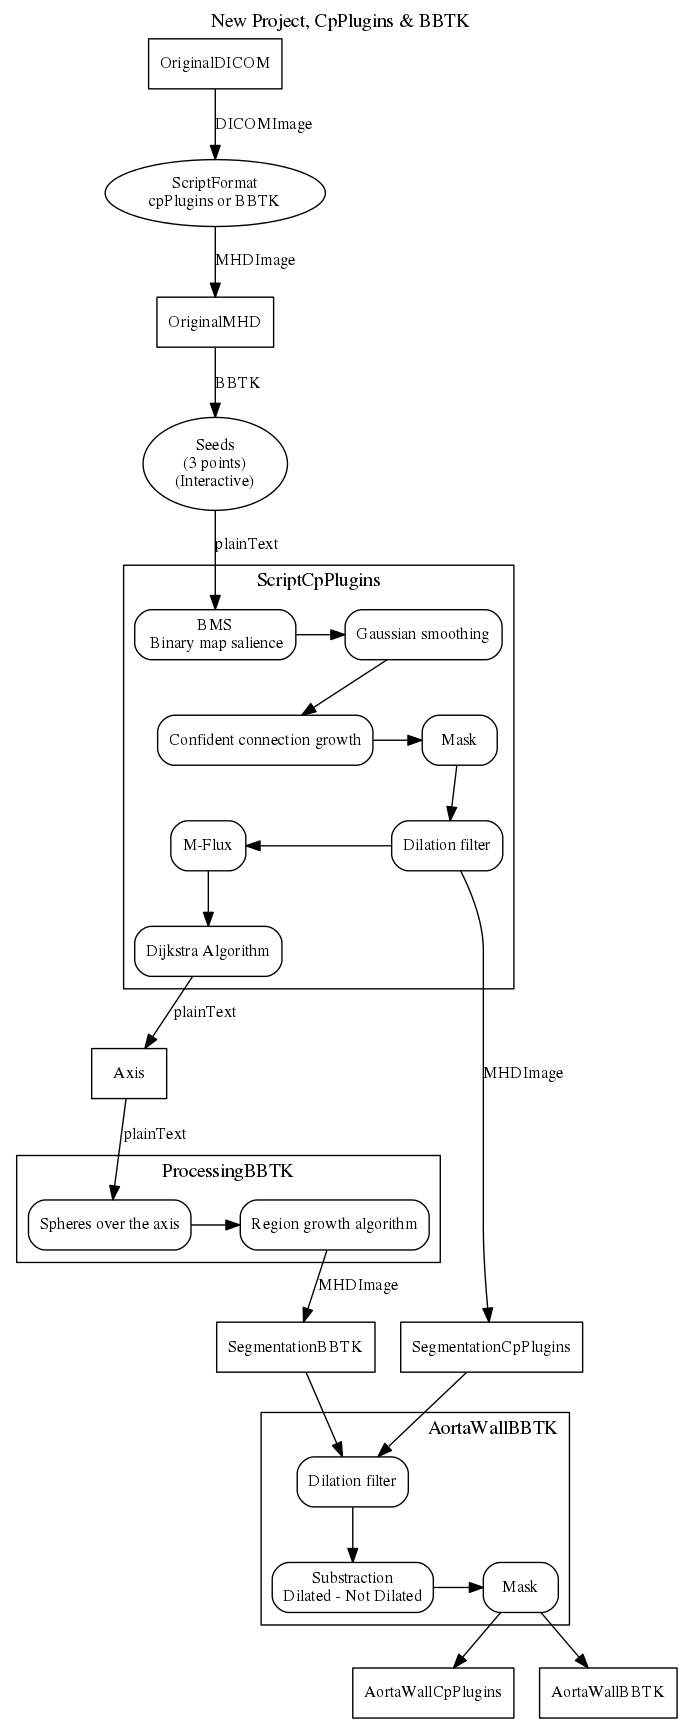 New Project, CpPlugins & BBTK
OriginalDICOM
DICOMImage
ScriptFormat
cpPlugins or BBTK
MHDImage
OriginalMHD
BBTK
Seeds
(3 points)
(Interactive)
plainText
ScriptCpPlugins
BMS
Binary map salience
Gaussian smoothing
Confident connection growth
Mask
M-Flux
Dilation filter
Dijkstra Algorithm
plainText
Axis
MHDImage
plainText
ProcessingBBTK
Spheres over the axis
Region growth algorithm
MHDImage
SegmentationBBTK
SegmentationCpPlugins
AortaWallBBTK
Dilation filter
Substraction
Dilated - Not Dilated
Mask
AortaWallCpPlugins
AortaWallBBTK